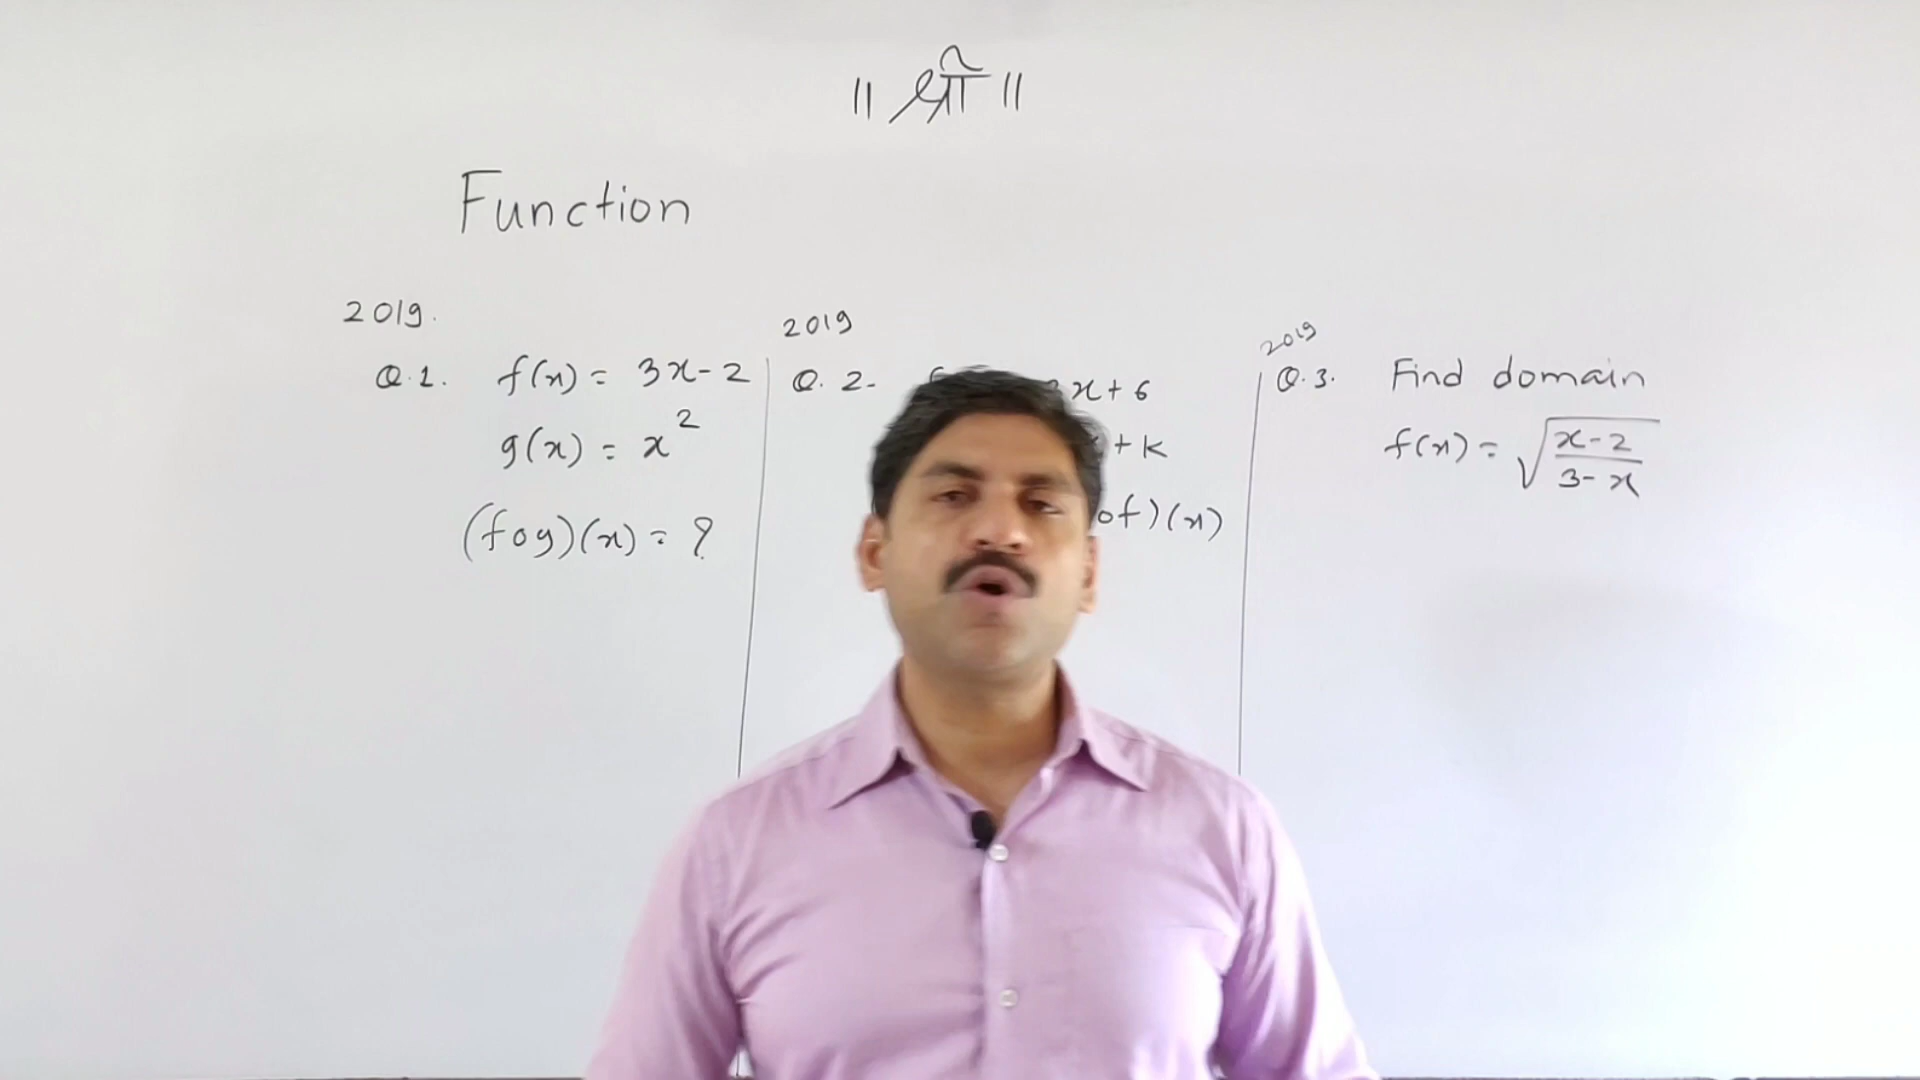 ॥ श्री ॥
Function
2019.
Q.1. f(x) = 3x-2
g(x) = x²
(fog)(x) = ?
2019
Q. 2- x+6
+k
of)(x)
2019
Q.3. Find domain
f(x) = √((x-2)/(3-x))